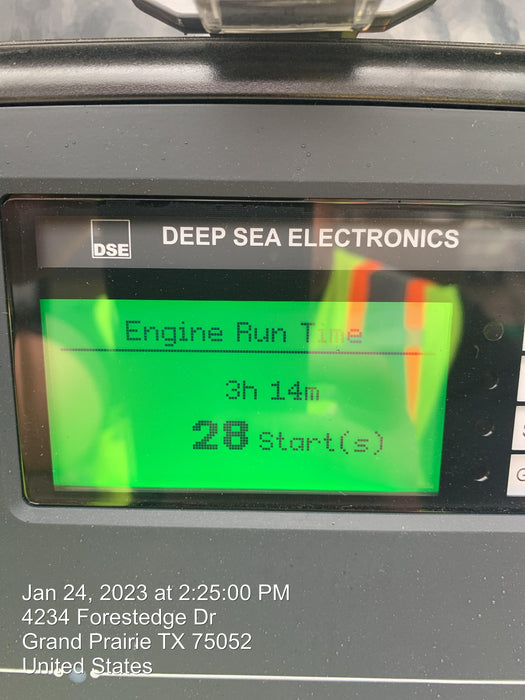 DSE
DEEP SEA ELECTRONICS
Engine Run Time
3h 14m
28 Start(s)
Jan 24, 2023 at 2:25:00 PM
4234 Forestedge Dr
Grand Prairie TX 75052
United States